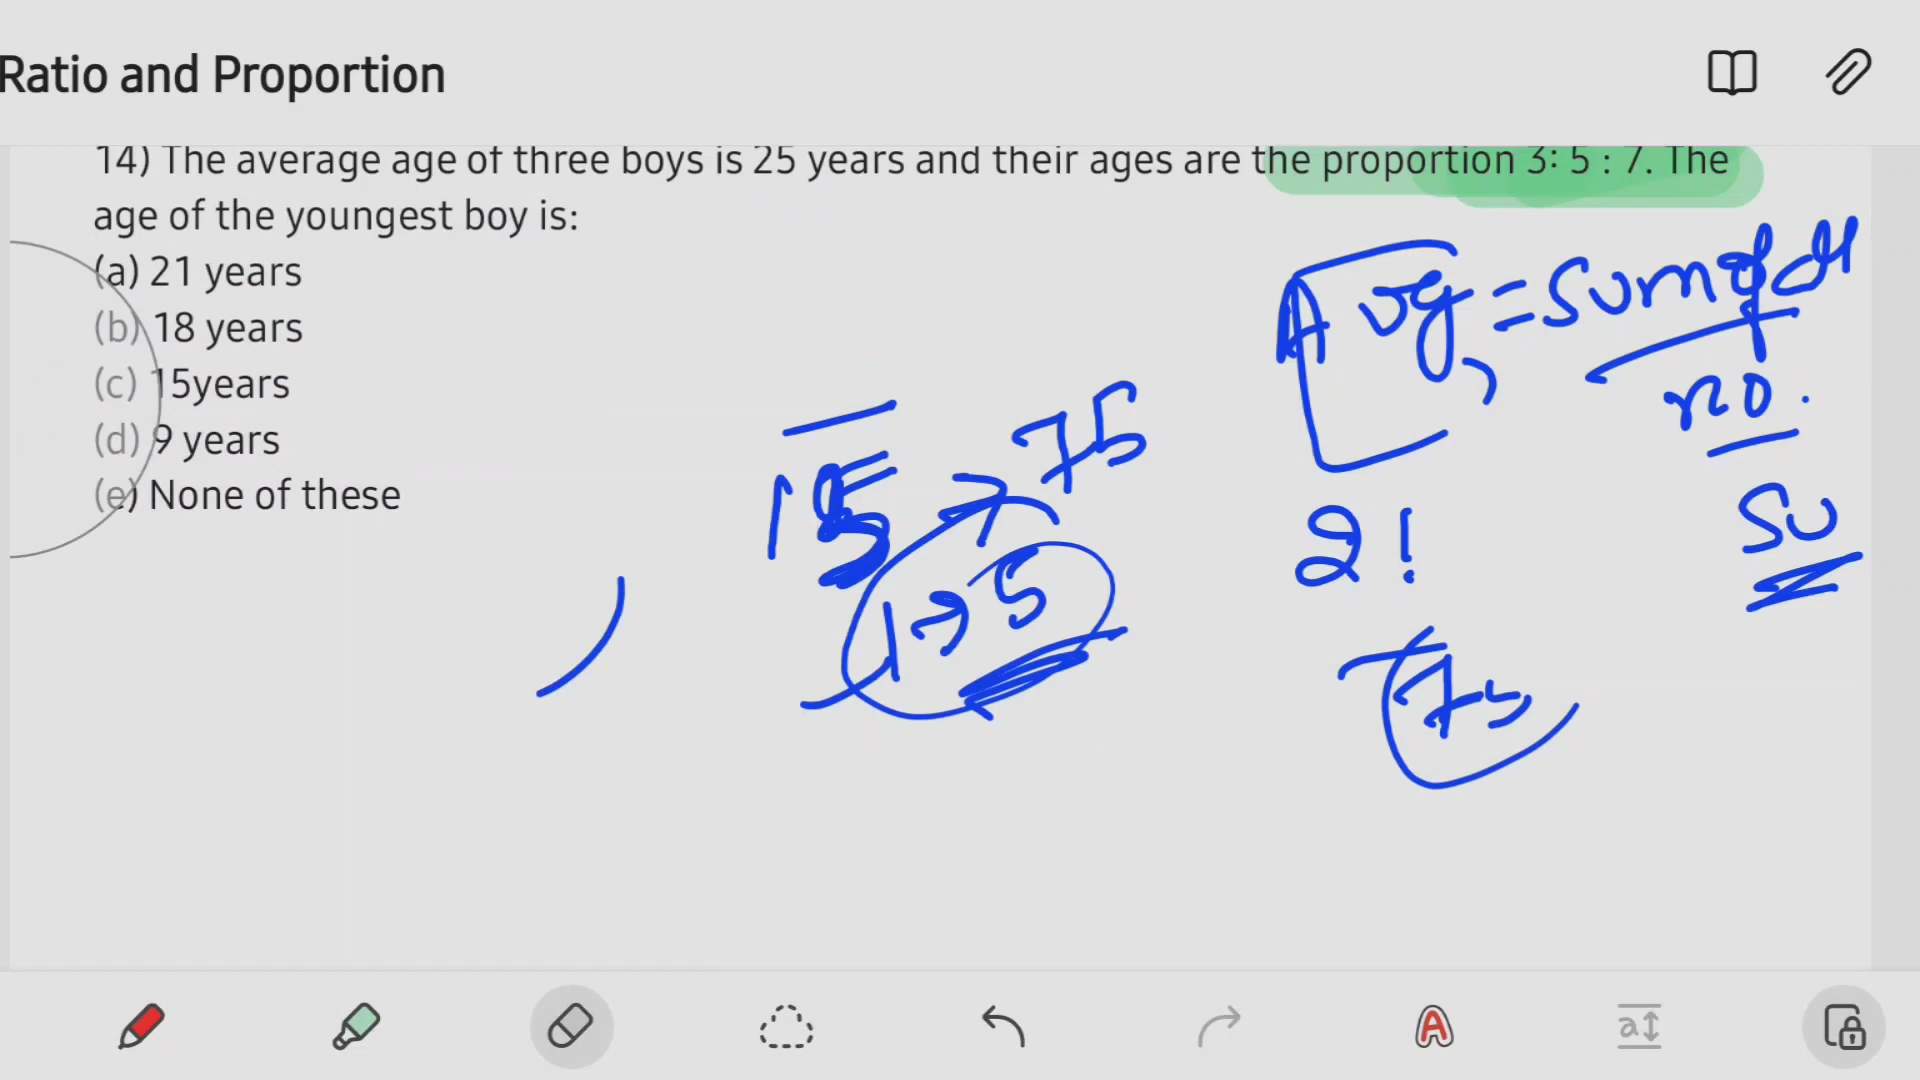 Ratio and Proportion
14) The average age of three boys is 25 years and their ages are the proportion 3: 5 : 7. The
age of the youngest boy is:
(a) 21 years
(b) 18 years
(c) 15years
(d) 9 years
(e) None of these
Avg =
no.
75
15 →
1 → 5
75